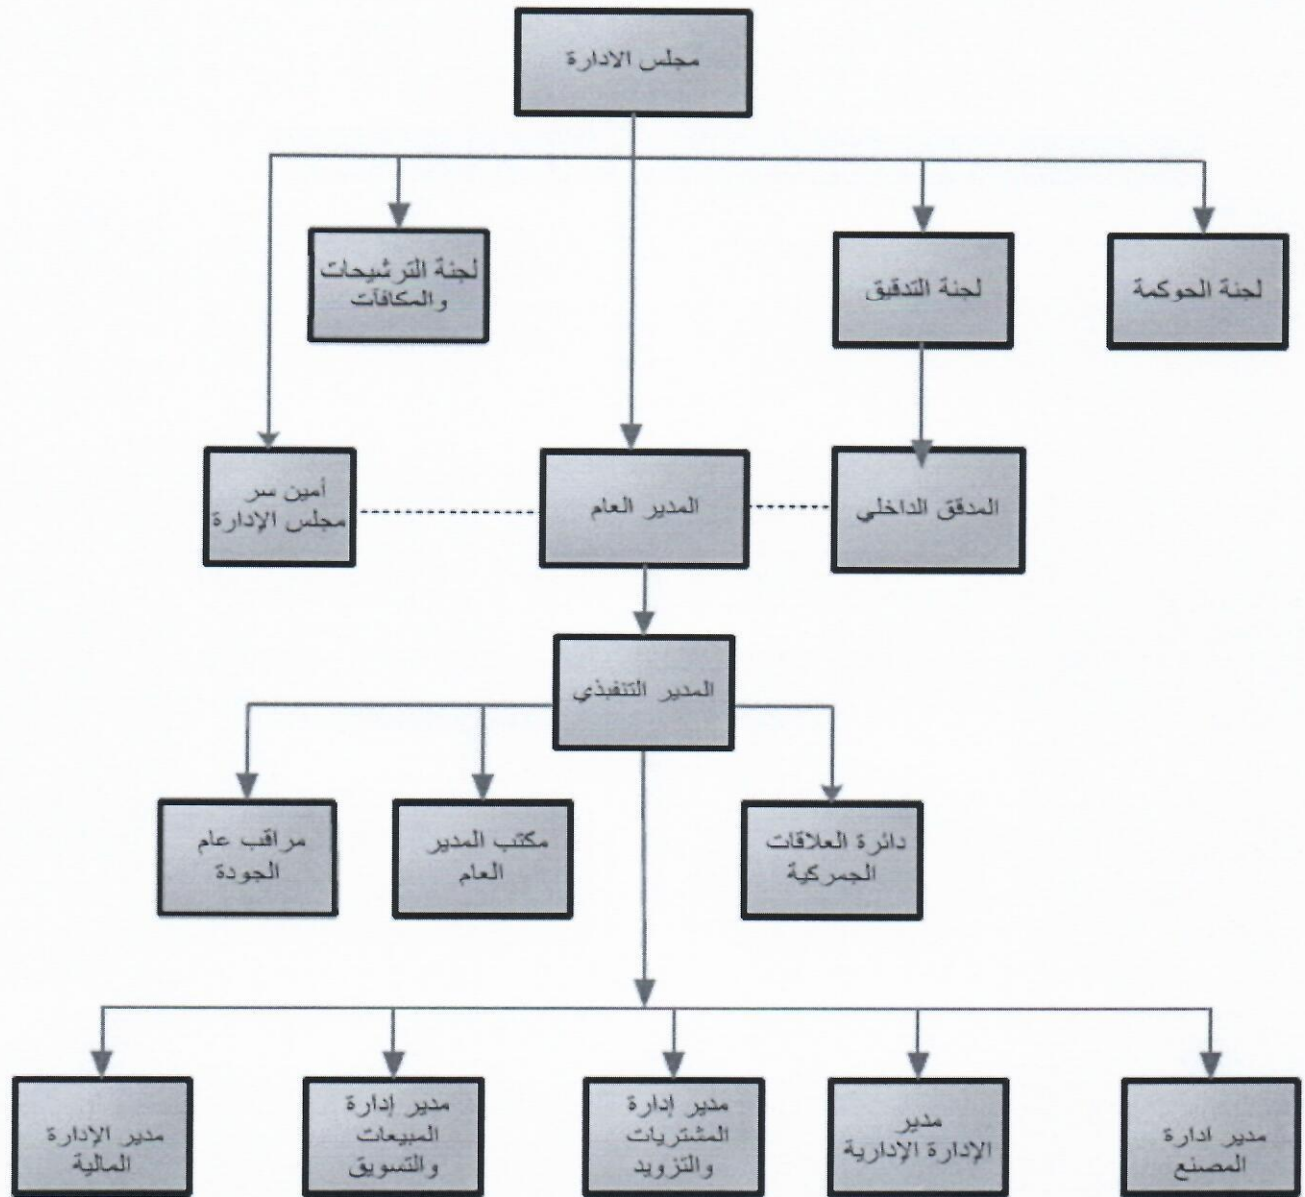 مجلس الادارة
لجنة الحوكمة
لجنة التدقيق
لجنة الترشيحات
والمكافآت
المدقق الداخلي
المدير العام
أمين سر
مجلس الإدارة
المدير التنفيذي
دائرة العلاقات
الجمركية
مكتب المدير
العام
مراقب عام
الجودة
مدير ادارة
المصنع
مدير
الإدارة الإدارية
مدير إدارة
المشتريات
والتزويد
مدير إدارة
المبيعات
والتسويق
مدير الإدارة
المالية